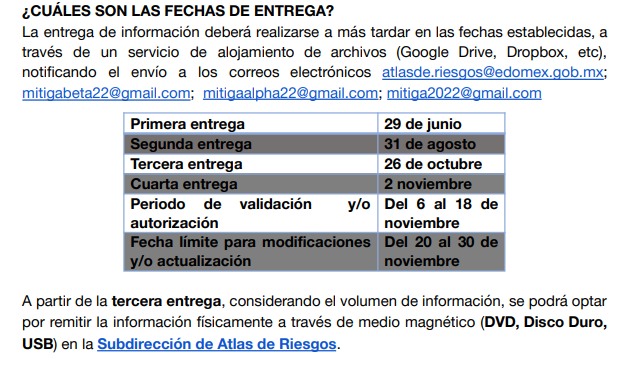 ¿CUÁLES SON LAS FECHAS DE ENTREGA?
La entrega de información deberá realizarse a más tardar en las fechas establecidas, a
través de un servicio de alojamiento de archivos (Google Drive, Dropbox, etc),
notificando el envío a los correos electrónicos atlasde.riesgos@edomex.gob.mx;
mitigabeta22@gmail.com; mitigaalpha22@gmail.com; mitiga2022@gmail.com
Primera entrega 29 de junio
Segunda entrega 31 de agosto
Tercera entrega 26 de octubre
Cuarta entrega 2 noviembre
Periodo de validación y/o Del 6 al 18 de
autorización noviembre
Fecha límite para modificaciones Del 20 al 30 de
y/o actualización noviembre
A partir de la tercera entrega, considerando el volumen de información, se podrá optar
por remitir la información físicamente a través de medio magnético (DVD, Disco Duro,
USB) en la Subdirección de Atlas de Riesgos.